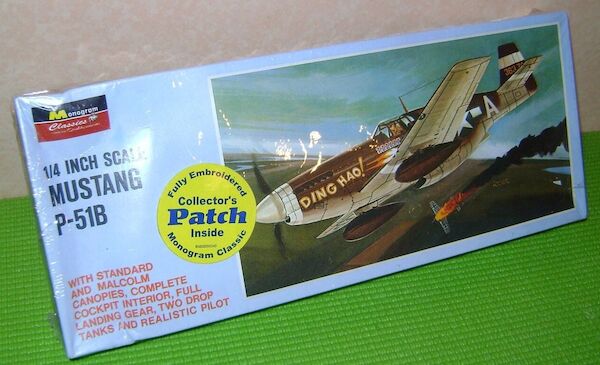 Monogram
Classics
1/4 INCH SCALE
MUSTANG
P-51B
Fully Embroidered
Collector's
Patch
Inside
Monogram Classic
WITH STANDARD
AND MALCOLM
CANOPIES, COMPLETE
COCKPIT INTERIOR, FULL
LANDING GEAR, TWO DROP
TANKS AND REALISTIC PILOT
DING HAO!
A